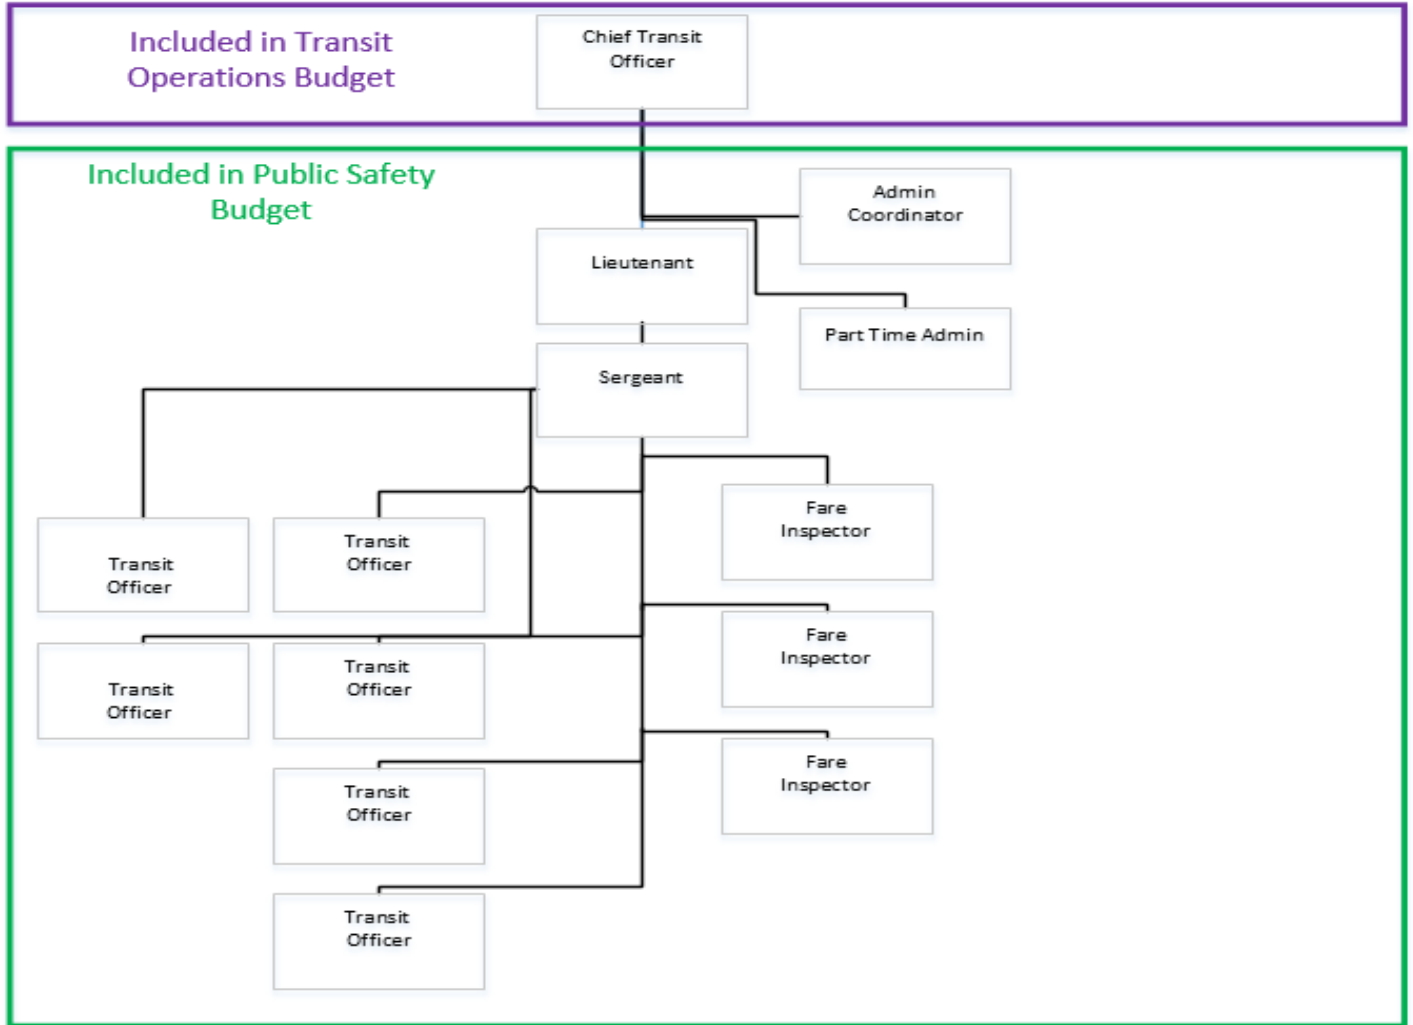 Included in Transit
Operations Budget
Chief Transit
Officer
Included in Public Safety
Budget
Admin
Coordinator
Lieutenant
Part Time Admin
Sergeant
Fare
Inspector
Transit
Officer
Transit
Officer
Fare
Inspector
Transit
Officer
Transit
Officer
Fare
Inspector
Transit
Officer
Transit
Officer